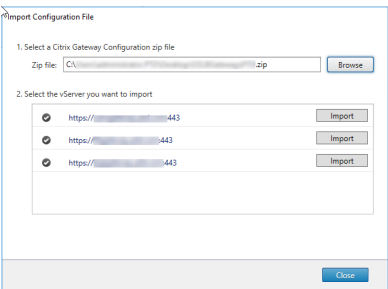 Import Configuration File
1. Select a Citrix Gateway Configuration zip file
Zip file: C:\ .zip Browse
2. Select the vServer you want to import
https:// 443 Import
https:// :443 Import
https:// 443 Import
Close